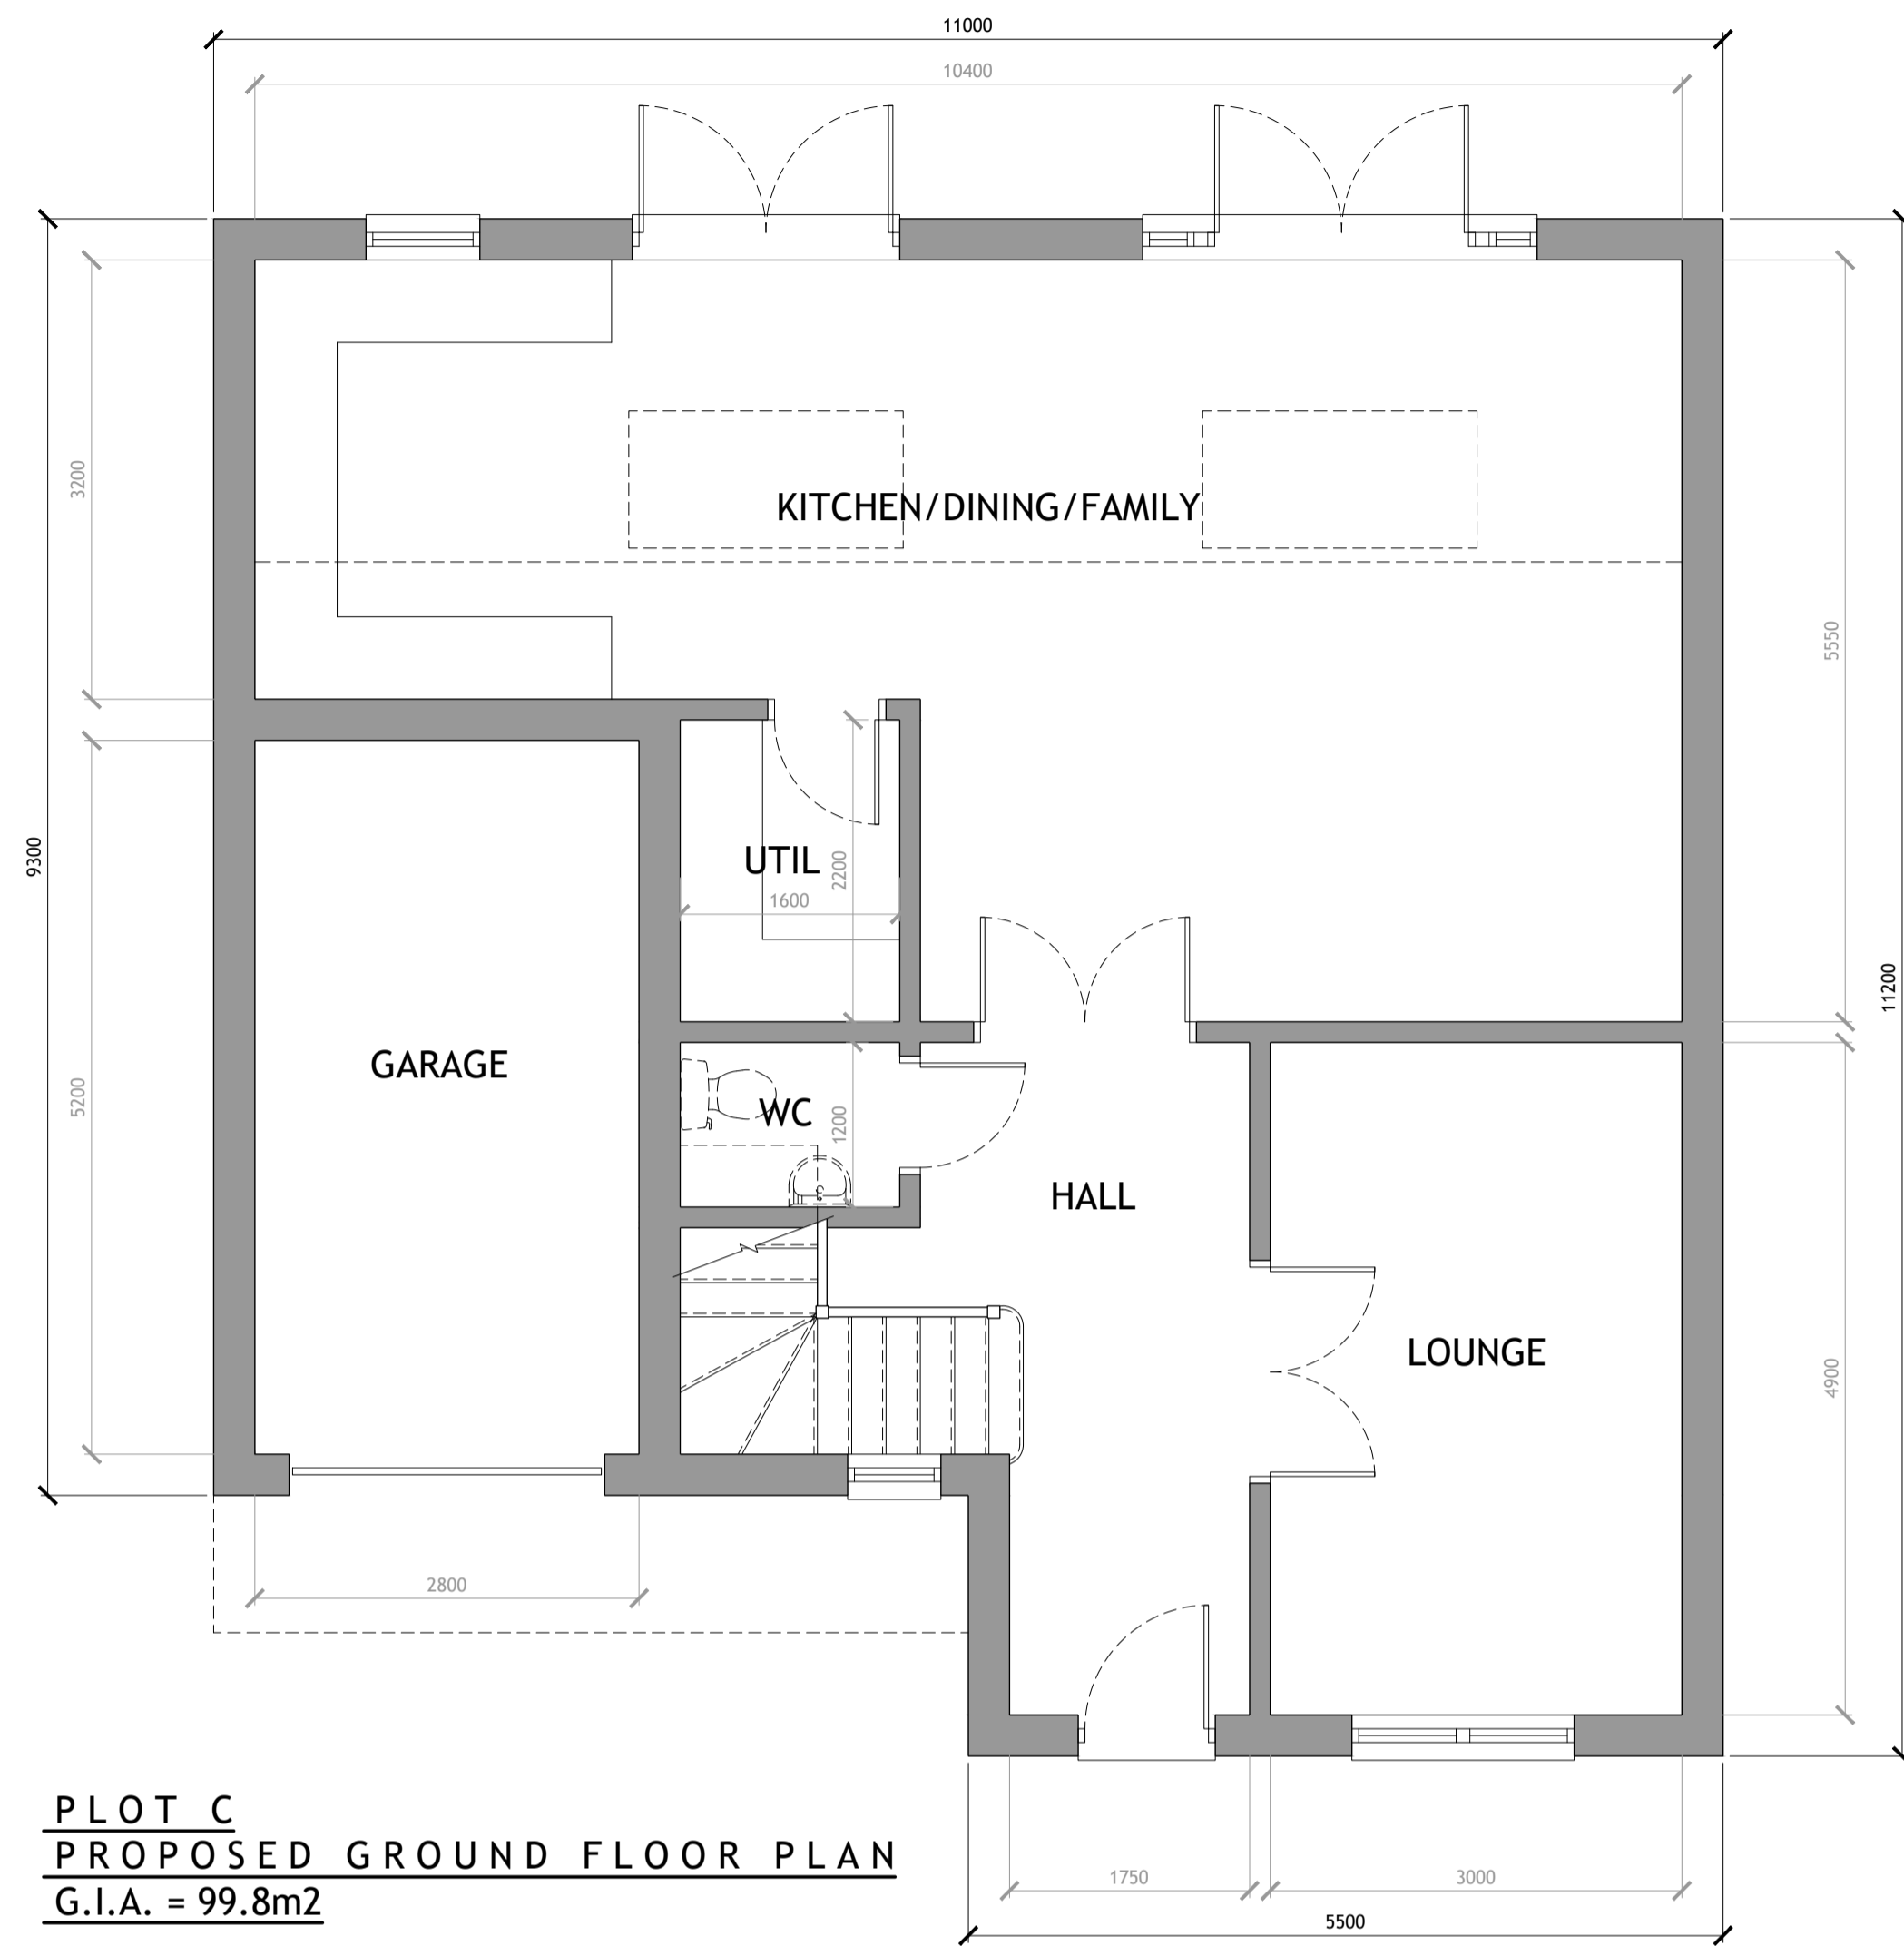 11000
10400
3200
KITCHEN/DINING/FAMILY
5550
9300
UTIL
2200
1600
11200
GARAGE
5200
WC
1200
HALL
LOUNGE
4900
2800
PLOT C
PROPOSED GROUND FLOOR PLAN
G.I.A. = 99.8m2
1750
3000
5500